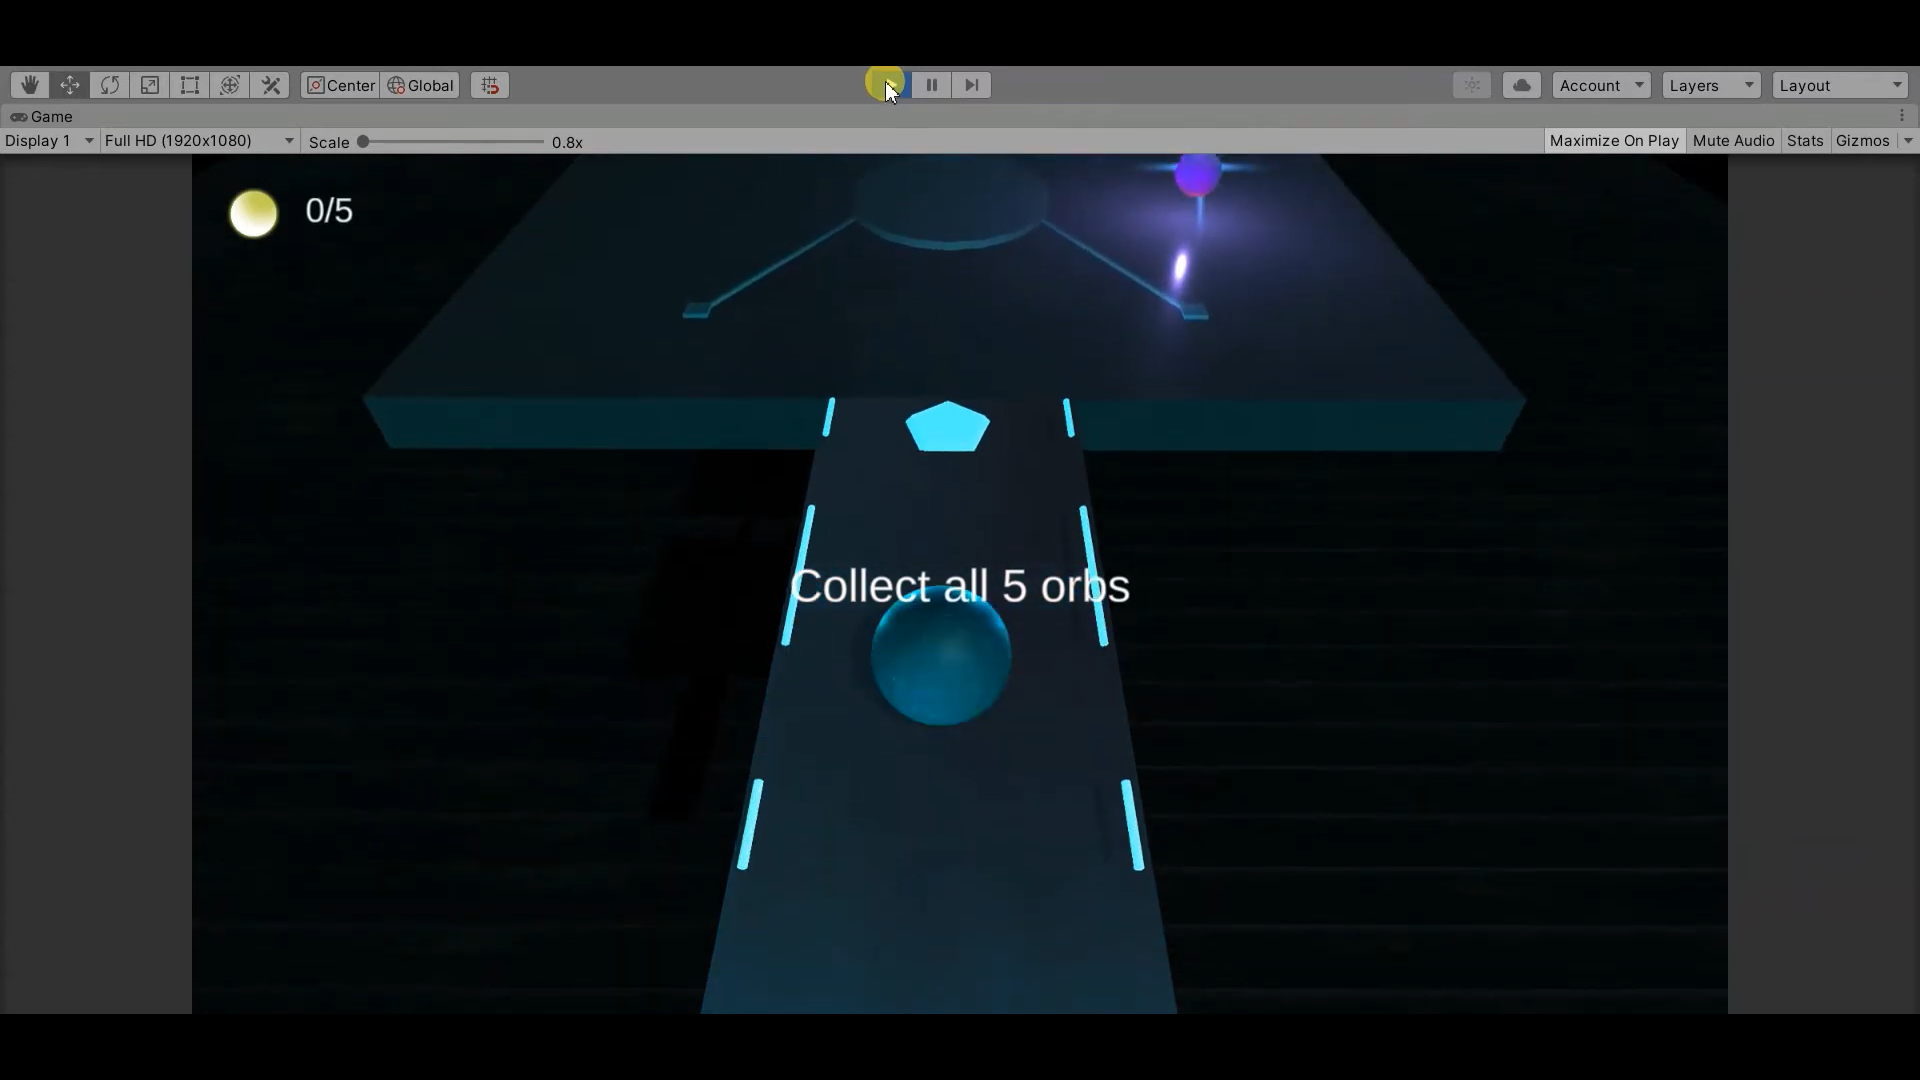 Center Global Account Layers Layout
Game
Display 1 Full HD (1920x1080) Scale 0.8x Maximize On Play Mute Audio Stats Gizmos
0/5
Collect all 5 orbs